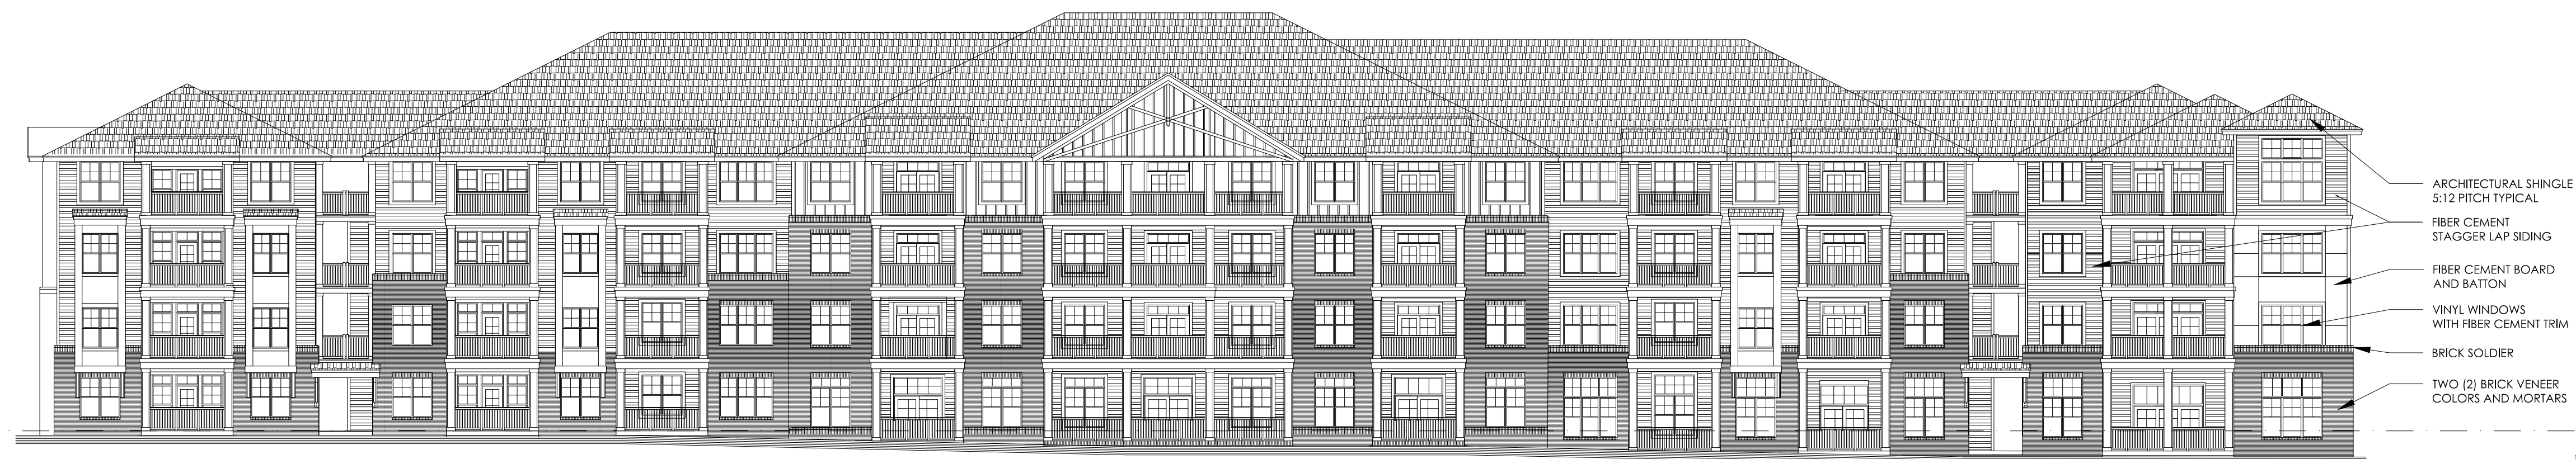 ARCHITECTURAL SHINGLE
5:12 PITCH TYPICAL
FIBER CEMENT
STAGGER LAP SIDING
FIBER CEMENT BOARD
AND BATTON
VINYL WINDOWS
WITH FIBER CEMENT TRIM
BRICK SOLDIER
TWO (2) BRICK VENEER
COLORS AND MORTARS